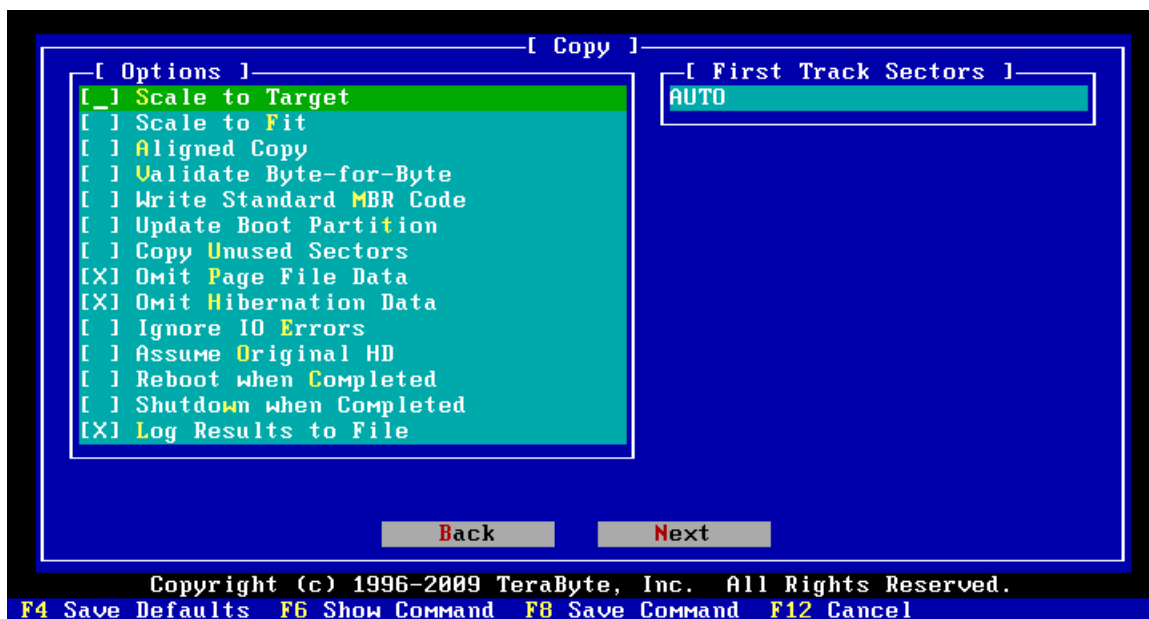 [ Copy ]
[ Options ]
[_] Scale to Target
[ ] Scale to Fit
[ ] Aligned Copy
[ ] Validate Byte-for-Byte
[ ] Write Standard MBR Code
[ ] Update Boot Partition
[ ] Copy Unused Sectors
[X] Omit Page File Data
[X] Omit Hibernation Data
[ ] Ignore IO Errors
[ ] Assume Original HD
[ ] Reboot when Completed
[ ] Shutdown when Completed
[X] Log Results to File
[ First Track Sectors ]
AUTO
Back Next
Copyright (c) 1996-2009 TeraByte, Inc. All Rights Reserved.
F4 Save Defaults F6 Show Command F8 Save Command F12 Cancel